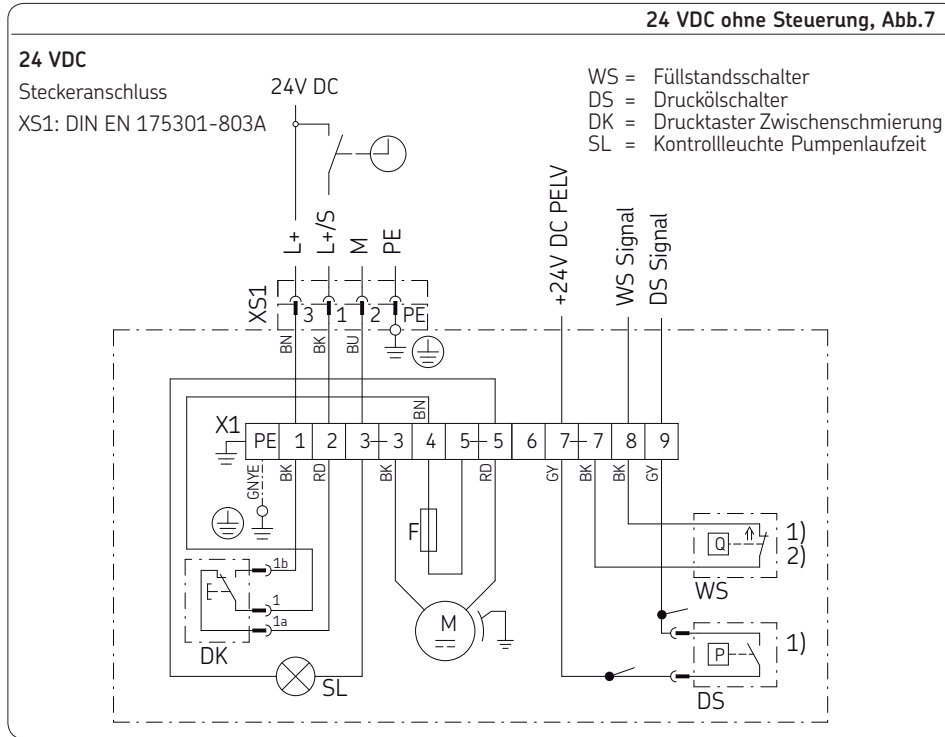 24 VDC ohne Steuerung, Abb.7
24 VDC
Steckeranschluss
XS1: DIN EN 175301-803A
24V DC
WS = Füllstandsschalter
DS = Druckölschalter
DK = Drucktaster Zwischenschmierung
SL = Kontrollleuchte Pumpenlaufzeit
L+
L+/S
M
PE
+24V DC PELV
WS Signal
DS Signal
XS1
3 1 2 PE
BN BK BU
BN
X1
PE 1 2 3 3 4 5 5 6 7 7 8 9
GNYE BK RD BK RD GY BK BK GY
F
Q
1)
2)
WS
1b
1
1a
DK
M
P
1)
DS
SL